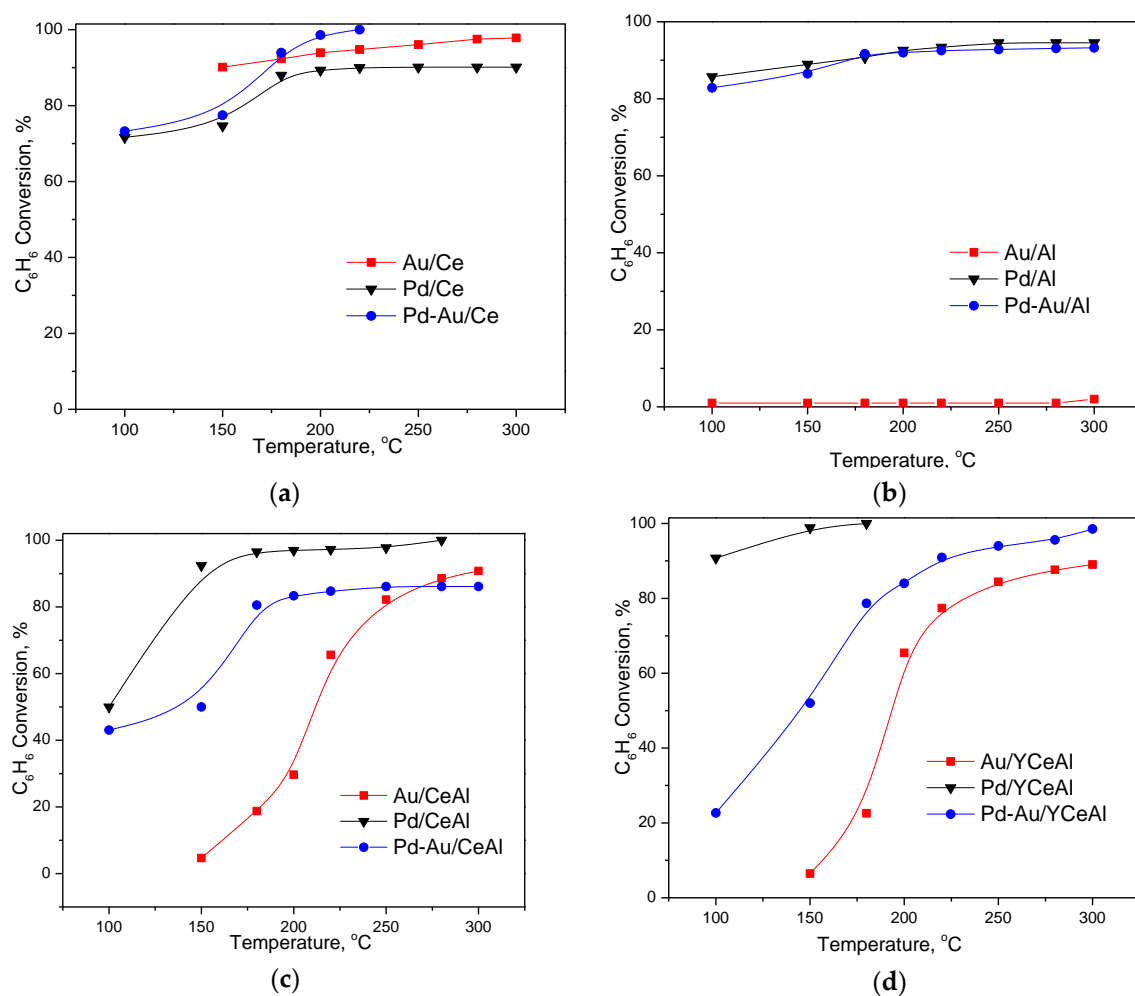 100
80
60
40
20
0
C6H6 Conversion, %
Au/Ce
Pd/Ce
Pd-Au/Ce
100 150 200 250 300
Temperature, °C
(a)
100
80
60
40
20
0
C6H6 Conversion, %
Au/Al
Pd/Al
Pd-Au/Al
100 150 200 250 300
Temperature, °C
(b)
100
80
60
40
20
0
C6H6 Conversion, %
Au/CeAl
Pd/CeAl
Pd-Au/CeAl
100 150 200 250 300
Temperature, °C
(c)
100
80
60
40
20
0
C6H6 Conversion, %
Au/YCeAl
Pd/YCeAl
Pd-Au/YCeAl
100 150 200 250 300
Temperature, °C
(d)